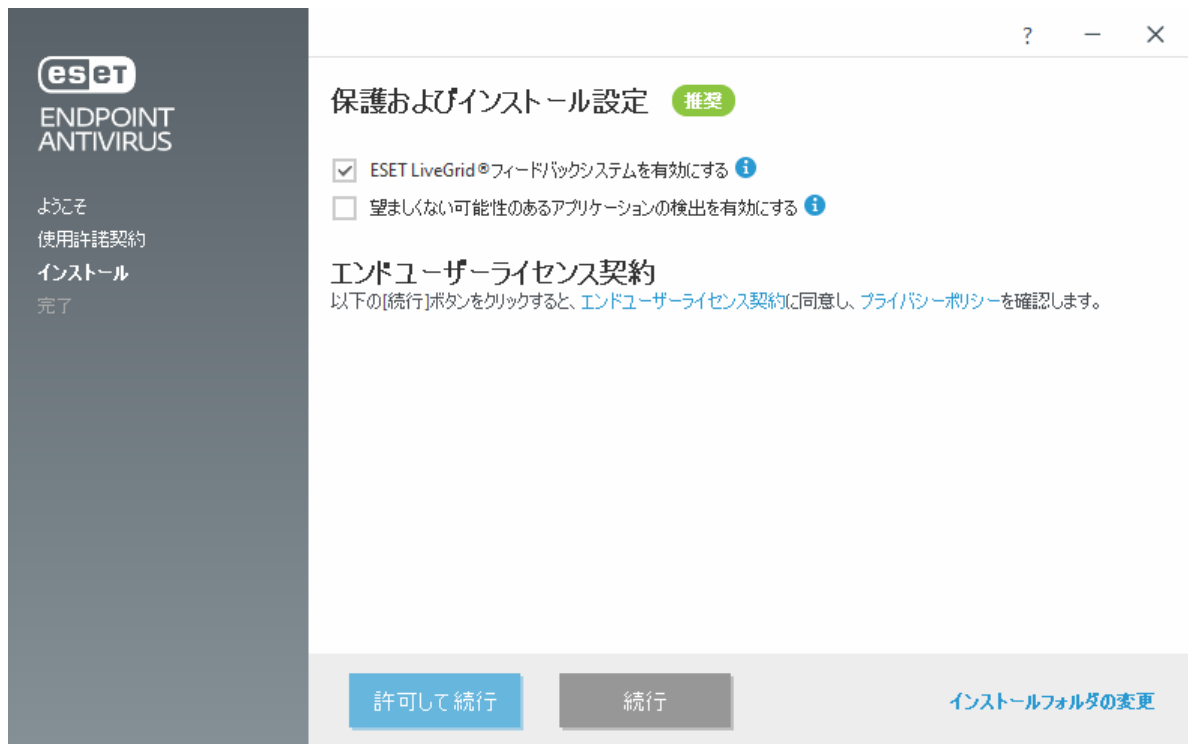 ?
eseT
ENDPOINT
ANTIVIRUS
ようこそ
使用許諾契約
インストール
完了
保護およびインストール設定 推奨
ESET LiveGrid®フィードバックシステムを有効にする
望ましくない可能性のあるアプリケーションの検出を有効にする
エンドユーザーライセンス契約
以下の[続行]ボタンをクリックすると、エンドユーザーライセンス契約に同意し、プライバシーポリシーを確認します。
許可して続行
続行
インストールフォルダの変更